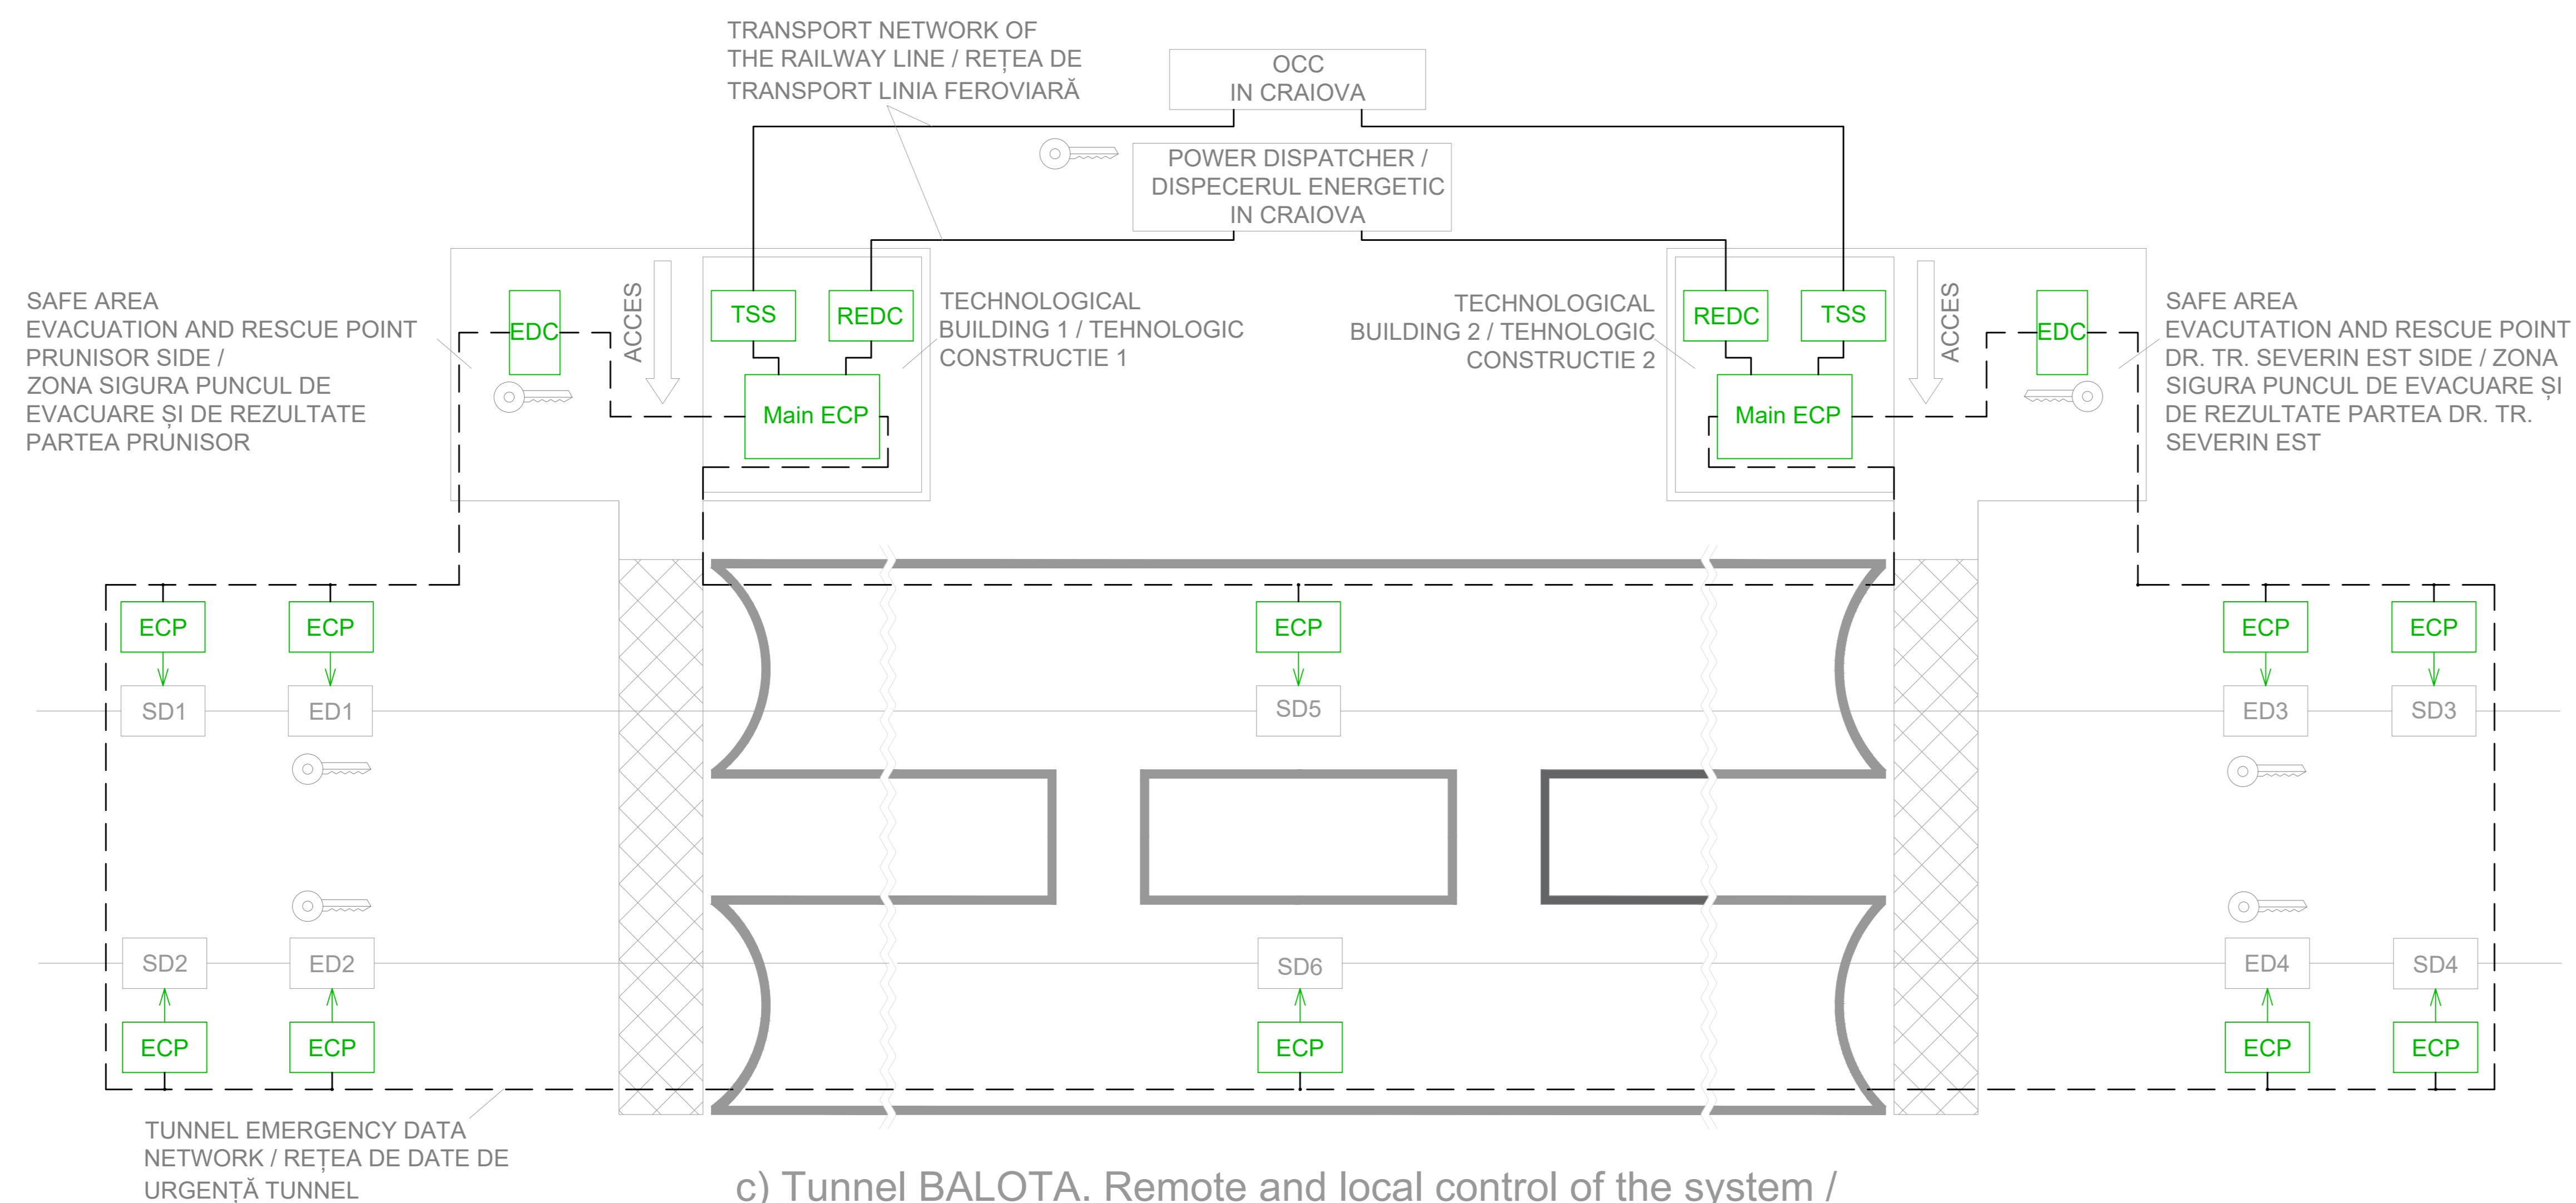 TRANSPORT NETWORK OF
THE RAILWAY LINE / REȚEA DE
TRANSPORT LINIA FEROVIARĂ
OCC
IN CRAIOVA
POWER DISPATCHER /
DISPECERUL ENERGETIC
IN CRAIOVA
SAFE AREA
EVACUATION AND RESCUE POINT
PRUNISOR SIDE /
ZONA SIGURA PUNCUL DE
EVACUARE ȘI DE REZULTATE
PARTEA PRUNISOR
EDC
ACCES
TSS
REDC
Main ECP
TECHNOLOGICAL
BUILDING 1 / TEHNOLOGIC
CONSTRUCTIE 1
TECHNOLOGICAL
BUILDING 2 / TEHNOLOGIC
CONSTRUCTIE 2
REDC
TSS
Main ECP
ACCES
EDC
SAFE AREA
EVACUTATION AND RESCUE POINT
DR. TR. SEVERIN EST SIDE / ZONA
SIGURA PUNCUL DE EVACUARE ȘI
DE REZULTATE PARTEA DR. TR.
SEVERIN EST
ECP
ECP
ECP
ECP
ECP
SD1
ED1
SD5
ED3
SD3
SD2
ED2
SD6
ED4
SD4
ECP
ECP
ECP
ECP
ECP
TUNNEL EMERGENCY DATA
NETWORK / REȚEA DE DATE DE
URGENȚĂ TUNNEL
c) Tunnel BALOTA. Remote and local control of the system /